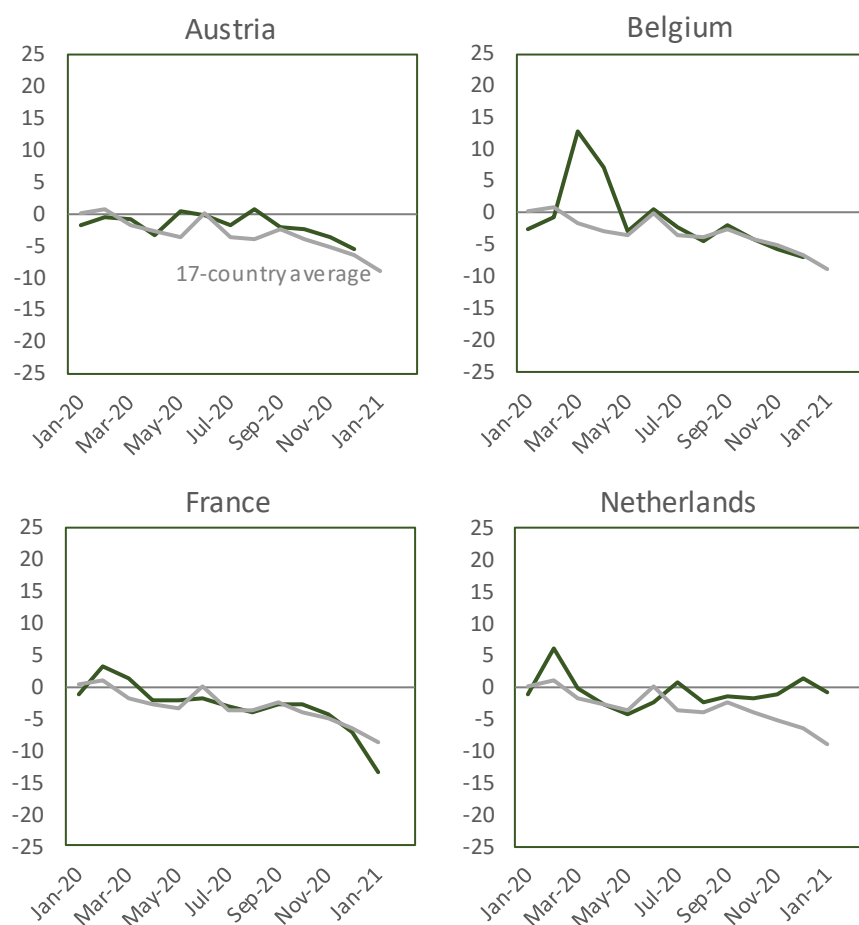 Austria
25
20
15
10
5
0
-5
-10
-15
-20
-25
17-country average
Jan-20
Mar-20
May-20
Jul-20
Sep-20
Nov-20
Jan-21
Belgium
25
20
15
10
5
0
-5
-10
-15
-20
-25
Jan-20
Mar-20
May-20
Jul-20
Sep-20
Nov-20
Jan-21
France
25
20
15
10
5
0
-5
-10
-15
-20
-25
Jan-20
Mar-20
May-20
Jul-20
Sep-20
Nov-20
Jan-21
Netherlands
25
20
15
10
5
0
-5
-10
-15
-20
-25
Jan-20
Mar-20
May-20
Jul-20
Sep-20
Nov-20
Jan-21